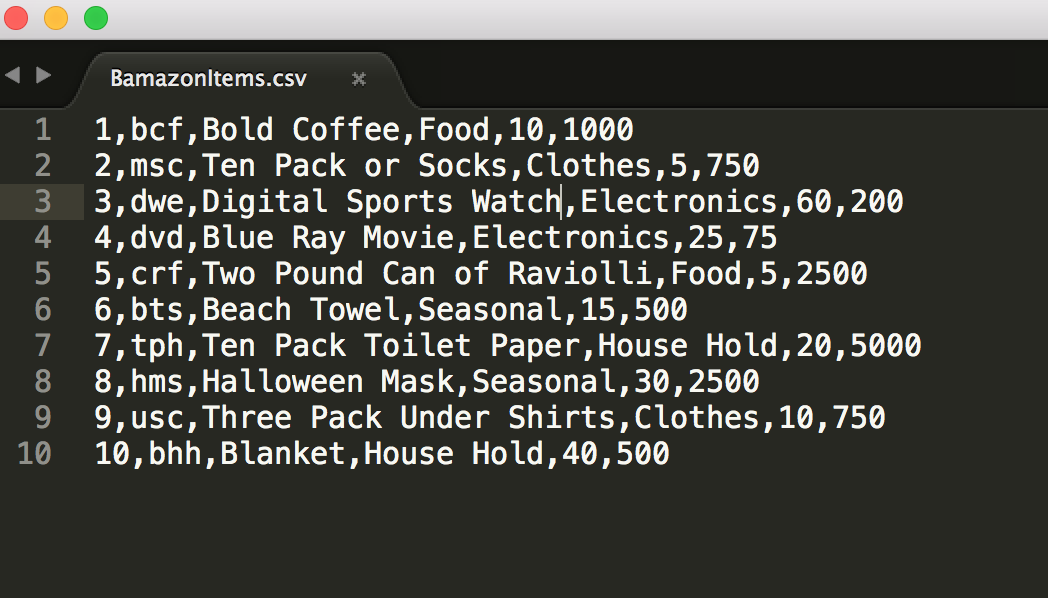 BamazonItems.csv
1 1,bcf,Bold Coffee,Food,10,1000
2 2,msc,Ten Pack or Socks,Clothes,5,750
3 3,dwe,Digital Sports Watch,Electronics,60,200
4 4,dvd,Blue Ray Movie,Electronics,25,75
5 5,crf,Two Pound Can of Raviolli,Food,5,2500
6 6,bts,Beach Towel,Seasonal,15,500
7 7,tph,Ten Pack Toilet Paper,House Hold,20,5000
8 8,hms,Halloween Mask,Seasonal,30,2500
9 9,usc,Three Pack Under Shirts,Clothes,10,750
10 10,bhh,Blanket,House Hold,40,500